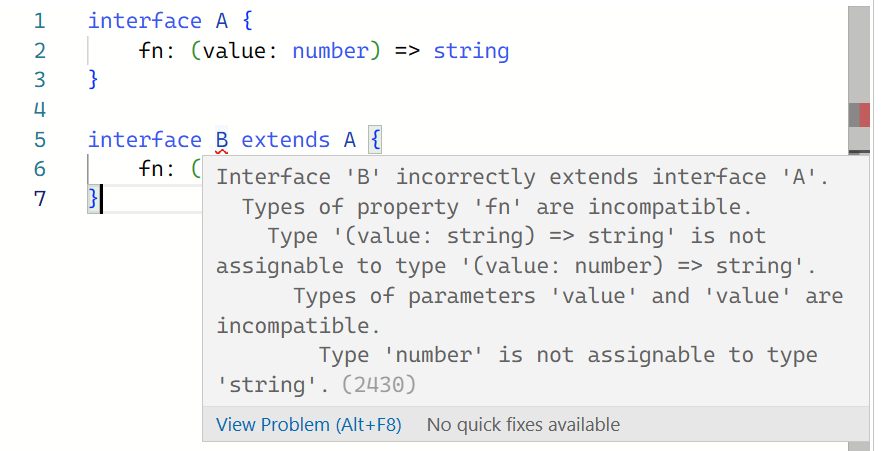 1 interface A {
2 fn: (value: number) => string
3 }
4
5 interface B extends A {
6 fn: (
7 }
Interface 'B' incorrectly extends interface 'A'.
Types of property 'fn' are incompatible.
Type '(value: string) => string' is not
assignable to type '(value: number) => string'.
Types of parameters 'value' and 'value' are
incompatible.
Type 'number' is not assignable to type
'string'. (2430)
View Problem (Alt+F8) No quick fixes available